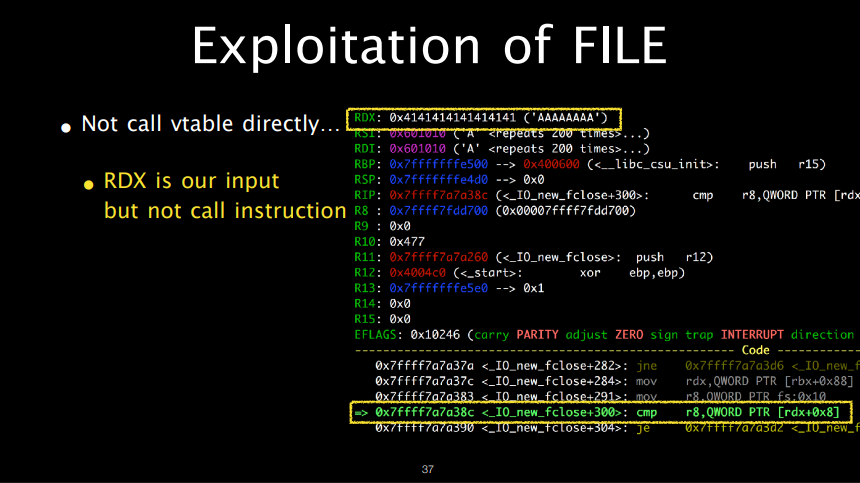 Exploitation of FILE
Not call vtable directly...
RDX is our input
but not call instruction
RDX: 0x4141414141414141 ('AAAAAAAA')
RSI: 0x601010 ('A' <repeats 200 times>...)
RDI: 0x601010 ('A' <repeats 200 times>...)
RBP: 0x7fffffffe500 --> 0x400600 (<__libc_csu_init>: push r15)
RSP: 0x7fffffffe4d0 --> 0x0
RIP: 0x7ffff7a7a38c (<_IO_new_fclose+300>: cmp r8,QWORD PTR [rdx
R8 : 0x7ffff7fdd700 (0x00007ffff7fdd700)
R9 : 0x0
R10: 0x477
R11: 0x7ffff7a7a260 (<_IO_new_fclose>: push r12)
R12: 0x4004c0 (<_start>: xor ebp,ebp)
R13: 0x7fffffffe5e0 --> 0x1
R14: 0x0
R15: 0x0
EFLAGS: 0x10246 (carry PARITY adjust ZERO sign trap INTERRUPT direction
Code
0x7ffff7a7a37a <_IO_new_fclose+282>: jne 0x7ffff7a7a3d6 <_IO_new_f
0x7ffff7a7a37c <_IO_new_fclose+284>: mov rdx,QWORD PTR [rbx+0x88]
0x7ffff7a7a383 <_IO_new_fclose+291>: mov r8,QWORD PTR fs:0x10
=> 0x7ffff7a7a38c <_IO_new_fclose+300>: cmp r8,QWORD PTR [rdx+0x8]
0x7ffff7a7a390 <_IO_new_fclose+304>: je 0x7ffff7a7a3d2 <_IO_new_f
37